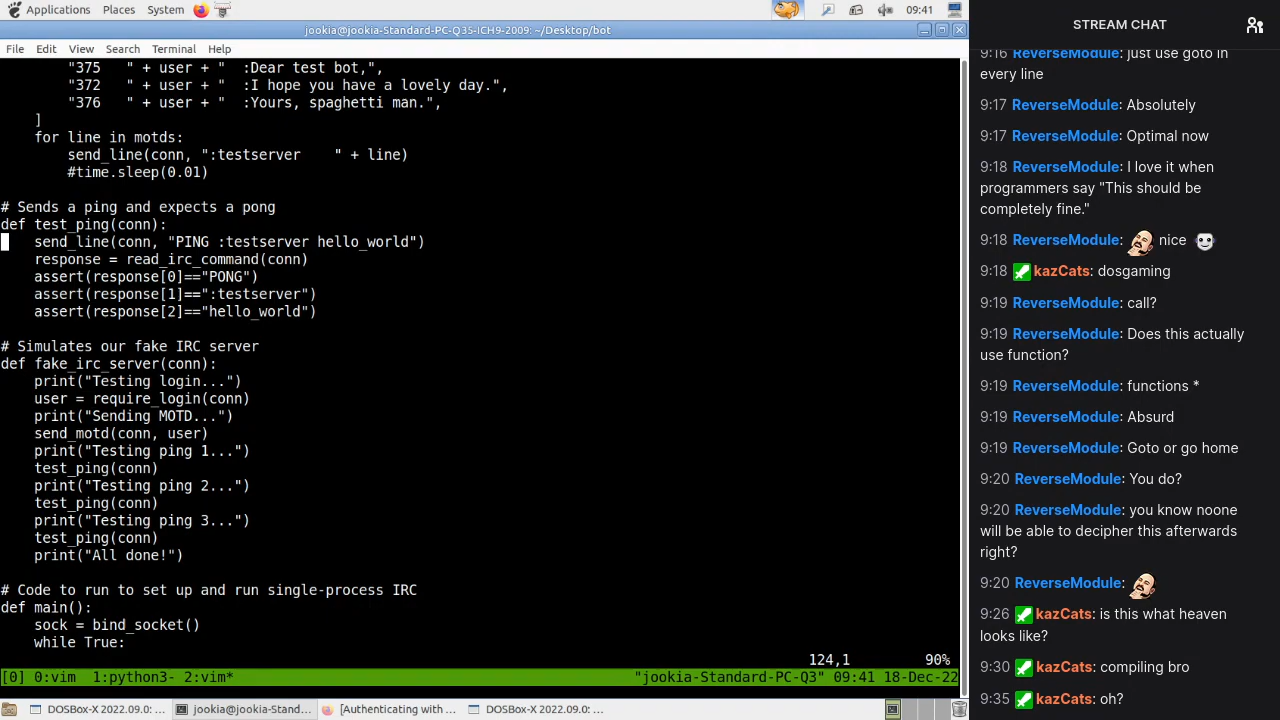 Applications Places System 09:41
jookia@jookia-Standard-PC-Q35-ICH9-2009: ~/Desktop/bot
File Edit View Search Terminal Help
"375   " + user + "  :Dear test bot,",
"372   " + user + "  :I hope you have a lovely day.",
"376   " + user + "  :Yours, spaghetti man.",
]
for line in motds:
send_line(conn, ":testserver    " + line)
#time.sleep(0.01)
# Sends a ping and expects a pong
def test_ping(conn):
send_line(conn, "PING :testserver hello_world")
response = read_irc_command(conn)
assert(response[0]=="PONG")
assert(response[1]==":testserver")
assert(response[2]=="hello_world")
# Simulates our fake IRC server
def fake_irc_server(conn):
print("Testing login...")
user = require_login(conn)
print("Sending MOTD...")
send_motd(conn, user)
print("Testing ping 1...")
test_ping(conn)
print("Testing ping 2...")
test_ping(conn)
print("Testing ping 3...")
test_ping(conn)
print("All done!")
# Code to run to set up and run single-process IRC
def main():
sock = bind_socket()
while True:
124,1 90%
[0] 0:vim  1:python3- 2:vim* "jookia-Standard-PC-Q3" 09:41 18-Dec-22
DOSBox-X 2022.09.0: ... jookia@jookia-Stand... [Authenticating with ... DOSBox-X 2022.09.0: ...
STREAM CHAT
9:16 ReverseModule: just use goto in
every line
9:17 ReverseModule: Absolutely
9:17 ReverseModule: Optimal now
9:18 ReverseModule: I love it when
programmers say "This should be
completely fine."
9:18 ReverseModule: nice
9:18 kazCats: dosgaming
9:19 ReverseModule: call?
9:19 ReverseModule: Does this actually
use function?
9:19 ReverseModule: functions *
9:19 ReverseModule: Absurd
9:19 ReverseModule: Goto or go home
9:20 ReverseModule: You do?
9:20 ReverseModule: you know noone
will be able to decipher this afterwards
right?
9:20 ReverseModule:
9:26 kazCats: is this what heaven
looks like?
9:30 kazCats: compiling bro
9:35 kazCats: oh?